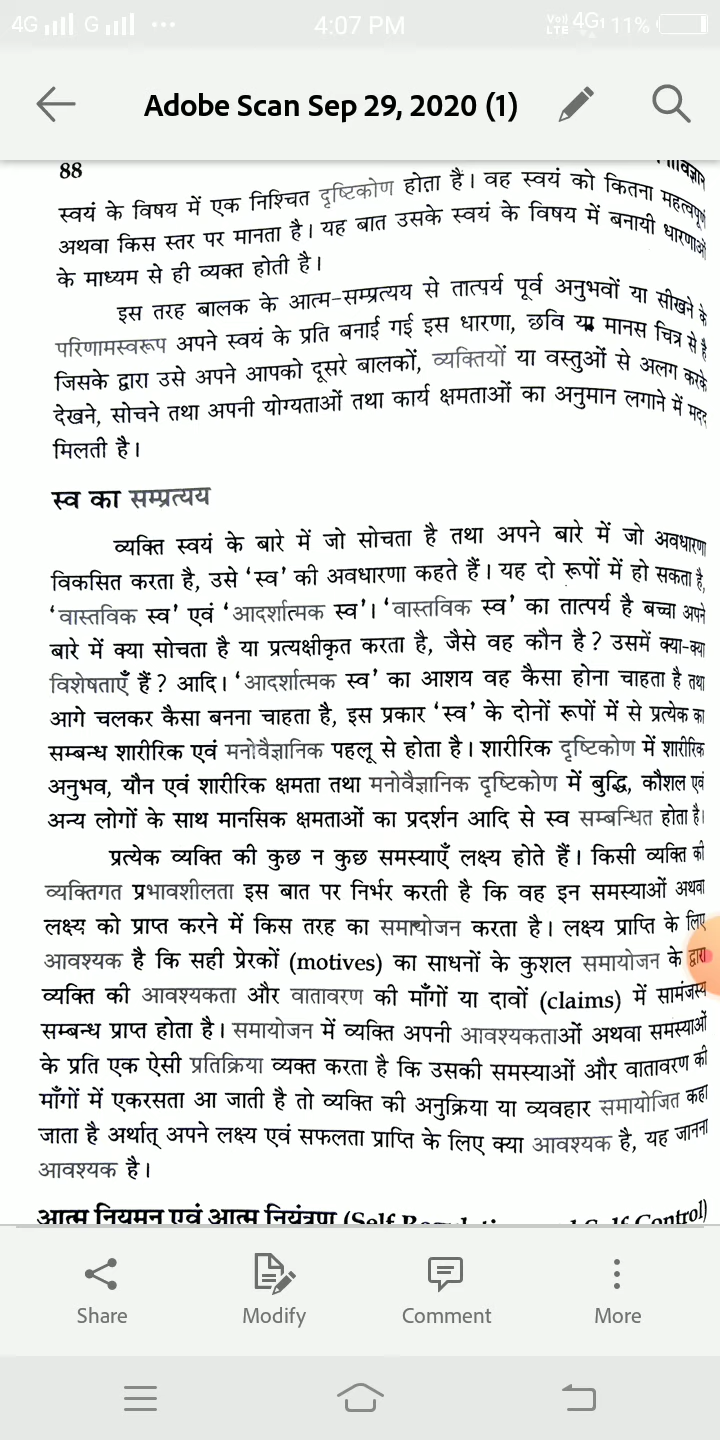 4G G ... 4:07 PM VoLTE 4G 11%
Adobe Scan Sep 29, 2020 (1)
88
स्वयं के विषय में एक निश्चित दृष्टिकोण होता है। वह स्वयं को कितना महत्वपूर्ण
अथवा किस स्तर पर मानता है। यह बात उसके स्वयं के विषय में बनायी धारणाओं
के माध्यम से ही व्यक्त होती है।
इस तरह बालक के आत्म-सम्प्रत्यय से तात्पर्य पूर्व अनुभवों या सीखने के
परिणामस्वरूप अपने स्वयं के प्रति बनाई गई इस धारणा, छवि या मानस चित्र से है
जिसके द्वारा उसे अपने आपको दूसरे बालकों, व्यक्तियों या वस्तुओं से अलग करके
देखने, सोचने तथा अपनी योग्यताओं तथा कार्य क्षमताओं का अनुमान लगाने में मदद
मिलती है।
स्व का सम्प्रत्यय
व्यक्ति स्वयं के बारे में जो सोचता है तथा अपने बारे में जो अवधारणा
विकसित करता है, उसे ‘स्व’ की अवधारणा कहते हैं। यह दो रूपों में हो सकता है,
‘वास्तविक स्व’ एवं ‘आदर्शात्मक स्व’। ‘वास्तविक स्व’ का तात्पर्य है बच्चा अपने
बारे में क्या सोचता है या प्रत्यक्षीकृत करता है, जैसे वह कौन है? उसमें क्या-क्या
विशेषताएँ हैं? आदि। ‘आदर्शात्मक स्व’ का आशय वह कैसा होना चाहता है तथा
आगे चलकर कैसा बनना चाहता है, इस प्रकार ‘स्व’ के दोनों रूपों में से प्रत्येक का
सम्बन्ध शारीरिक एवं मनोवैज्ञानिक पहलू से होता है। शारीरिक दृष्टिकोण में शारीरिक
अनुभव, यौन एवं शारीरिक क्षमता तथा मनोवैज्ञानिक दृष्टिकोण में बुद्धि, कौशल एवं
अन्य लोगों के साथ मानसिक क्षमताओं का प्रदर्शन आदि से स्व सम्बन्धित होता है।
प्रत्येक व्यक्ति की कुछ न कुछ समस्याएँ लक्ष्य होते हैं। किसी व्यक्ति की
व्यक्तिगत प्रभावशीलता इस बात पर निर्भर करती है कि वह इन समस्याओं अथवा
लक्ष्य को प्राप्त करने में किस तरह का समायोजन करता है। लक्ष्य प्राप्ति के लिए
आवश्यक है कि सही प्रेरकों (motives) का साधनों के कुशल समायोजन के द्वारा
व्यक्ति की आवश्यकता और वातावरण की माँगों या दावों (claims) में सामंजस्य
सम्बन्ध प्राप्त होता है। समायोजन में व्यक्ति अपनी आवश्यकताओं अथवा समस्याओं
के प्रति एक ऐसी प्रतिक्रिया व्यक्त करता है कि उसकी समस्याओं और वातावरण की
माँगों में एकरसता आ जाती है तो व्यक्ति की अनुक्रिया या व्यवहार समायोजित कहा
जाता है अर्थात् अपने लक्ष्य एवं सफलता प्राप्ति के लिए क्या आवश्यक है, यह जानना
आवश्यक है।
आत्म नियमन एवं आत्म नियंत्रण (Self Control)
Share Modify Comment More